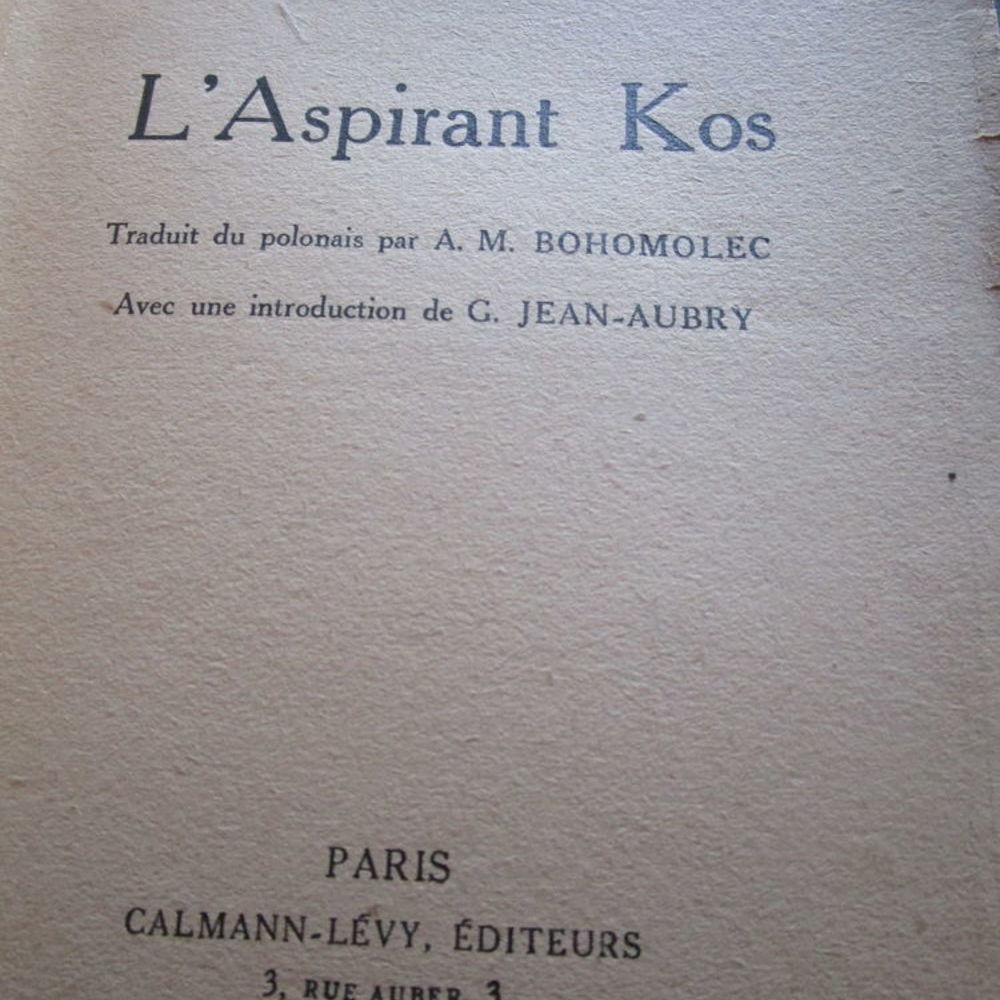 L'Aspirant Kos
Traduit du polonais par A. M. BOHOMOLEC
Avec une introduction de G. JEAN-AUBRY
PARIS
CALMANN-LÉVY, ÉDITEURS
3, RUE AUBER, 3